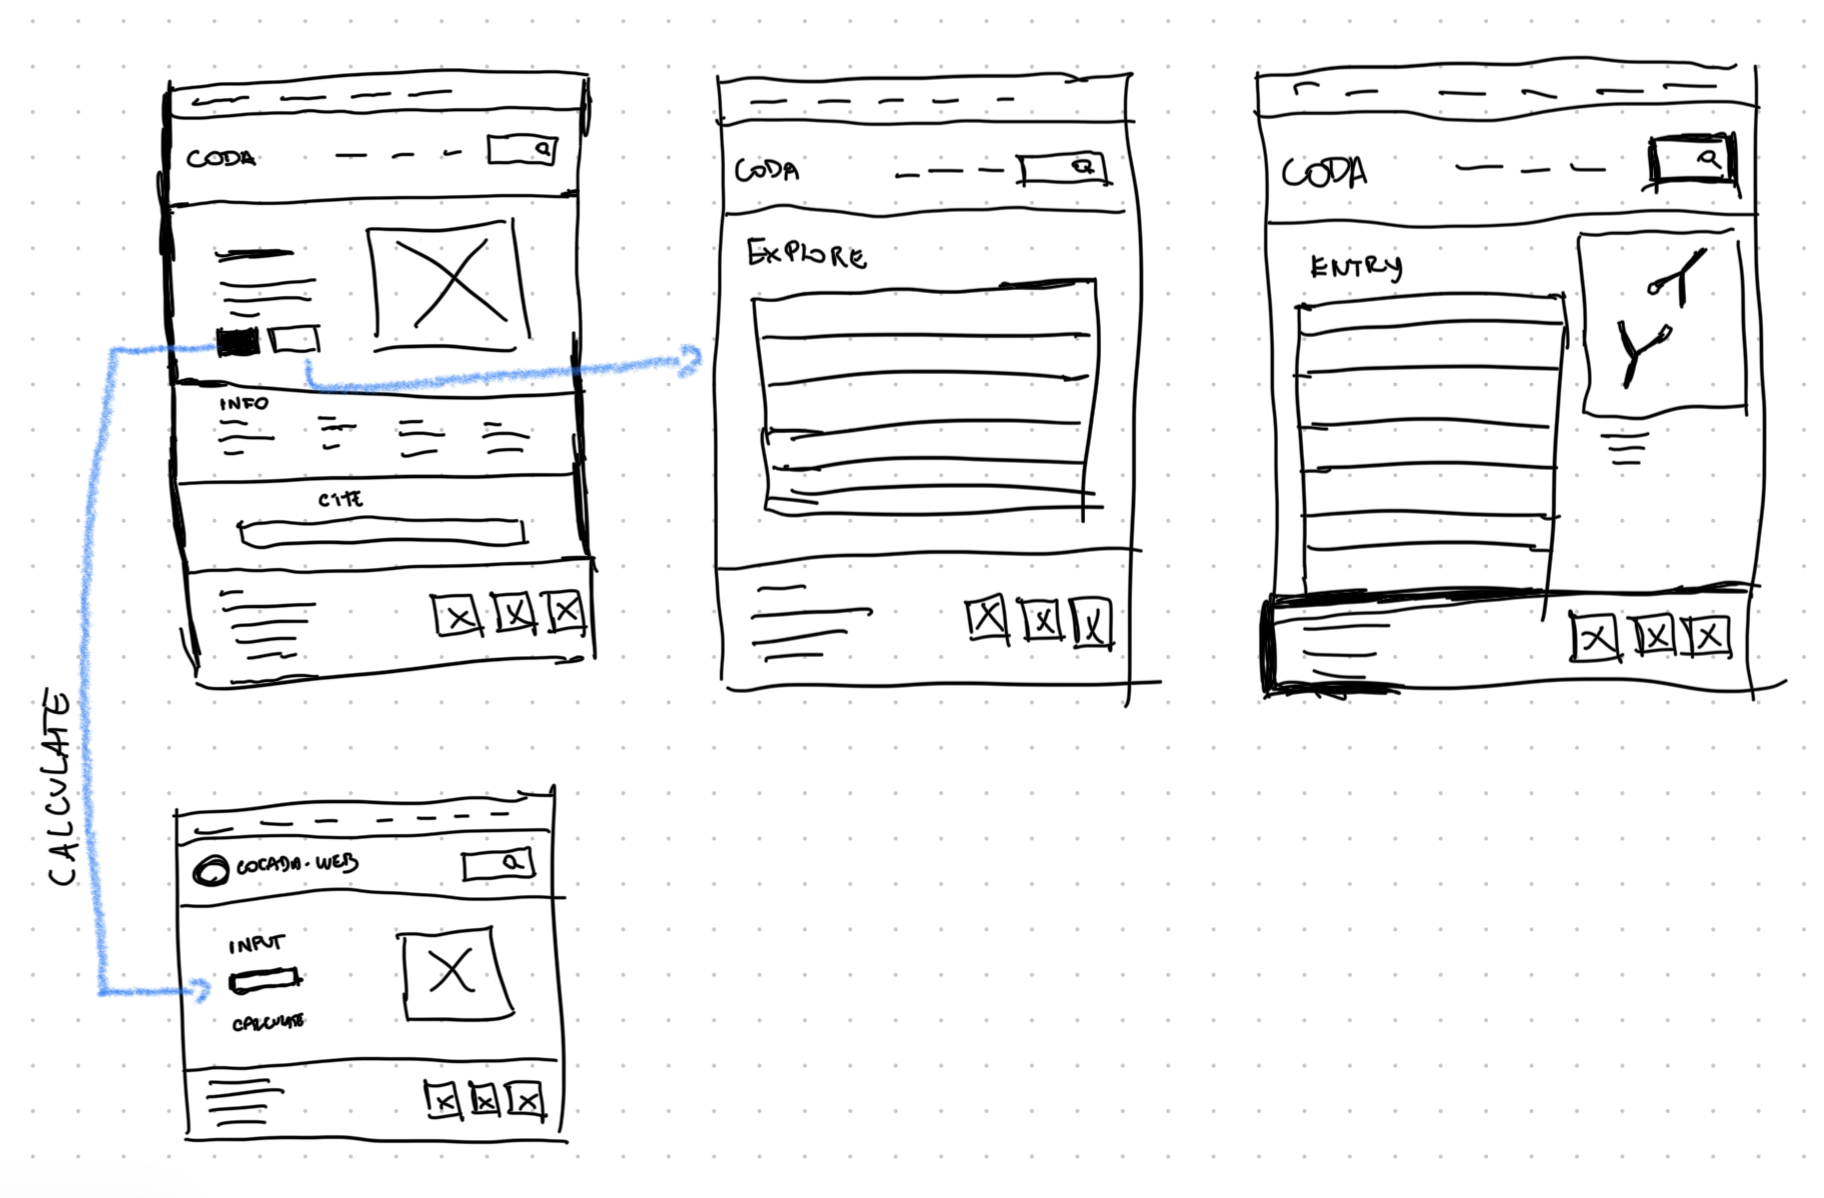 CODA
INFO
CITE
CODA
EXPLORE
CODA
ENTRY
CALCULATE
COCADA-WEB
INPUT
CALCULATE